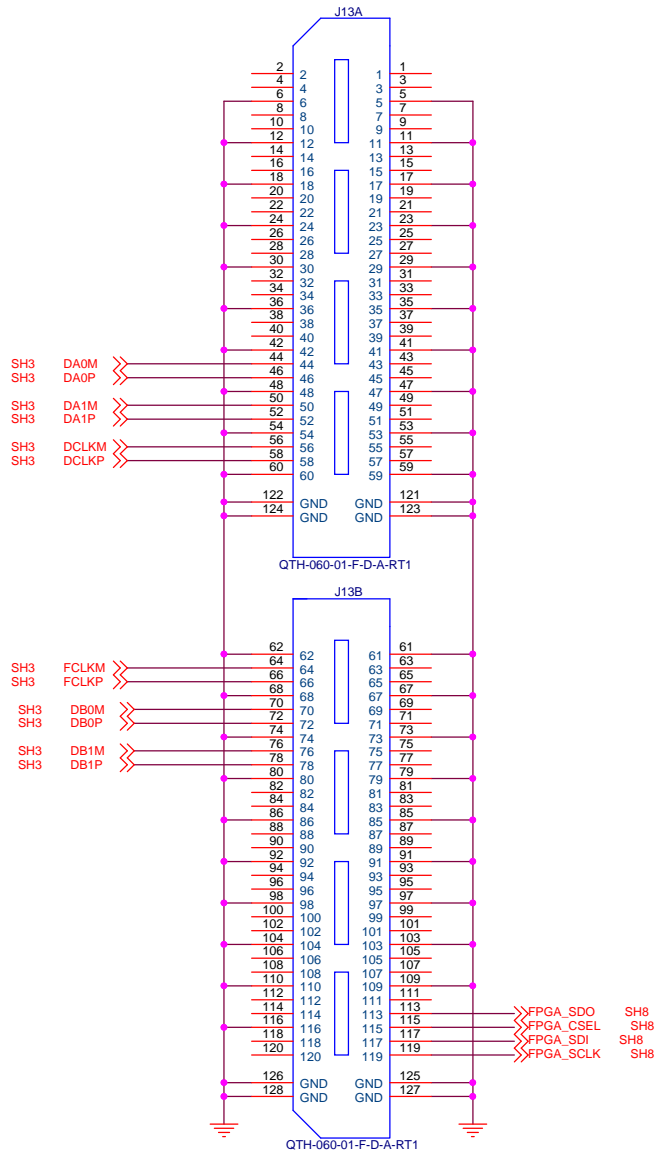 J13A
2 2 1 1
4 4 3 3
6 6 5 5
8 8 7 7
10 10 9 9
12 12 11 11
14 14 13 13
16 16 15 15
18 18 17 17
20 20 19 19
22 22 21 21
24 24 23 23
26 26 25 25
28 28 27 27
30 30 29 29
32 32 31 31
34 34 33 33
36 36 35 35
38 38 37 37
40 40 39 39
42 42 41 41
SH3 DA0M 44 44 43 43
SH3 DA0P 46 46 45 45
48 48 47 47
SH3 DA1M 50 50 49 49
SH3 DA1P 52 52 51 51
54 54 53 53
SH3 DCLKM 56 56 55 55
SH3 DCLKP 58 58 57 57
60 60 59 59
122 GND GND 121
124 GND GND 123
QTH-060-01-F-D-A-RT1
J13B
62 62 61 61
SH3 FCLKM 64 64 63 63
SH3 FCLKP 66 66 65 65
68 68 67 67
SH3 DB0M 70 70 69 69
SH3 DB0P 72 72 71 71
74 74 73 73
SH3 DB1M 76 76 75 75
SH3 DB1P 78 78 77 77
80 80 79 79
82 82 81 81
84 84 83 83
86 86 85 85
88 88 87 87
90 90 89 89
92 92 91 91
94 94 93 93
96 96 95 95
98 98 97 97
100 100 99 99
102 102 101 101
104 104 103 103
106 106 105 105
108 108 107 107
110 110 109 109
112 112 111 111
114 114 113 113 FPGA_SDO SH8
116 116 115 115 FPGA_CSEL SH8
118 118 117 117 FPGA_SDI SH8
120 120 119 119 FPGA_SCLK SH8
126 GND GND 125
128 GND GND 127
QTH-060-01-F-D-A-RT1